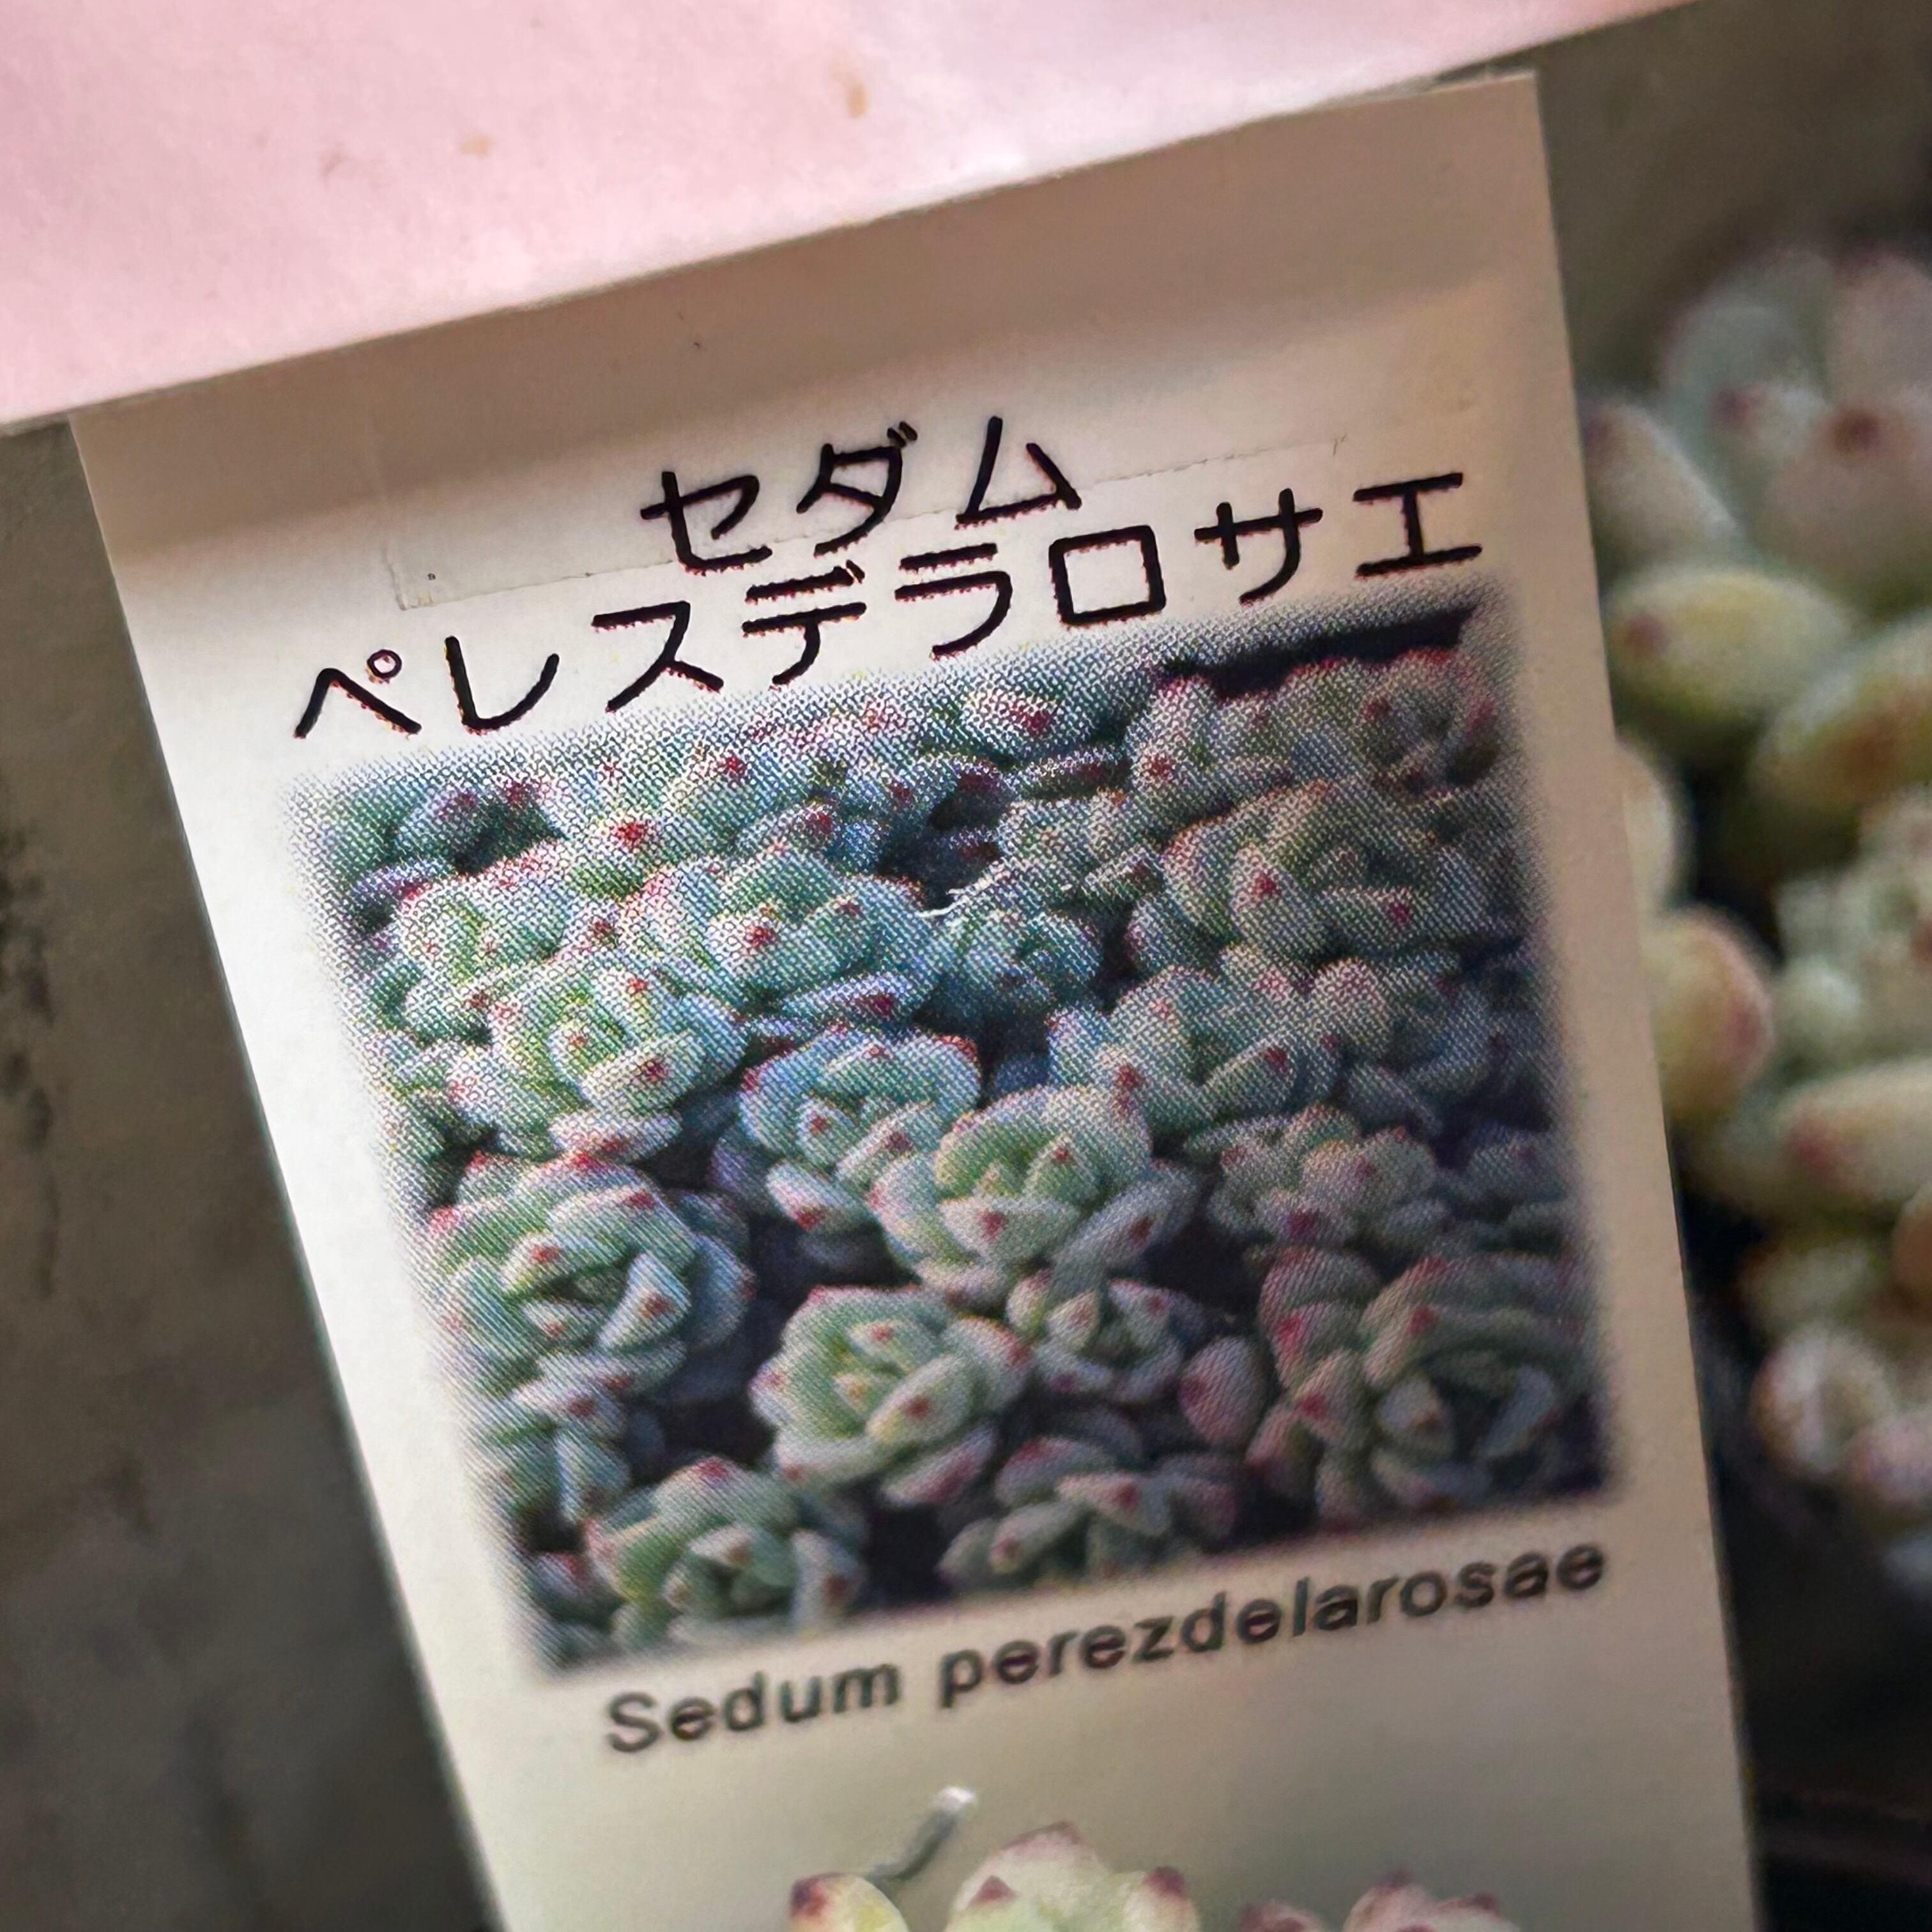 セダム
ペレスデラロサエ
Sedum perezdelarosae